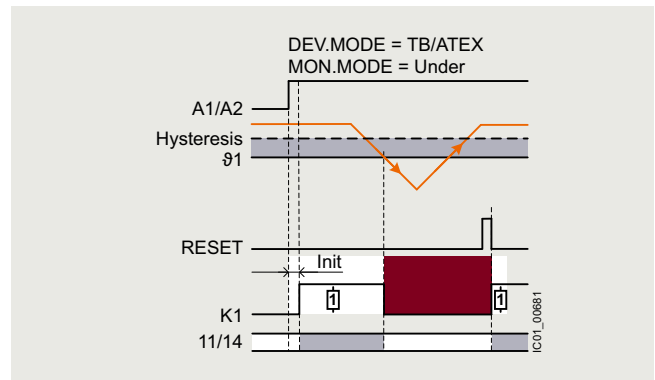 DEV.MODE = TB/ATEX
MON.MODE = Under
A1/A2
Hysteresis
ϑ1
RESET
Init
1
1
K1
11/14
IC01_00681